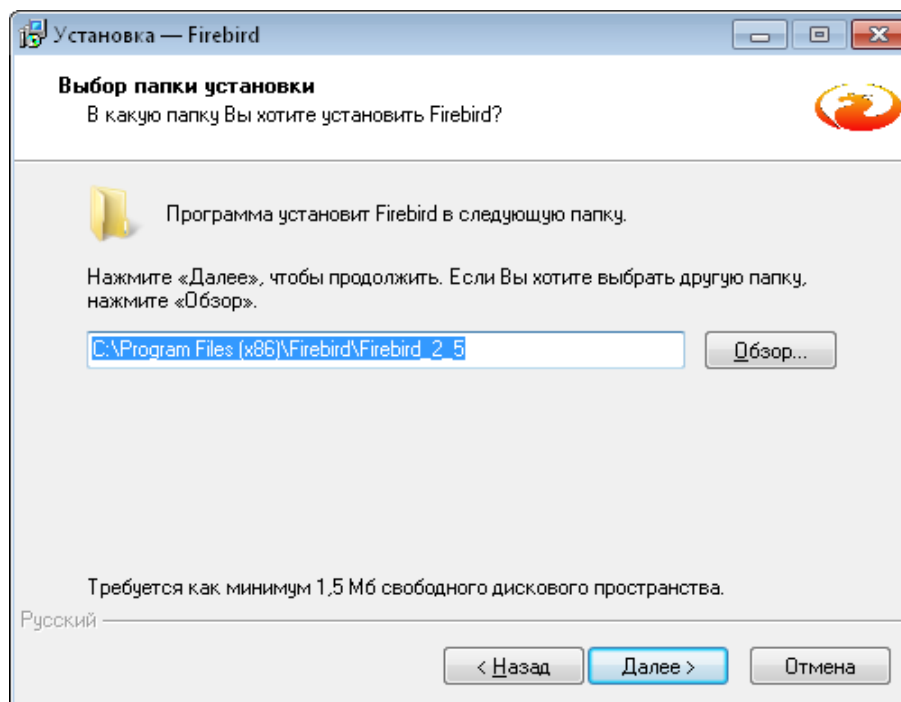 Установка — Firebird
Выбор папки установки
В какую папку Вы хотите установить Firebird?
Программа установит Firebird в следующую папку.
Нажмите «Далее», чтобы продолжить. Если Вы хотите выбрать другую папку,
нажмите «Обзор».
C:\Program Files (x86)\Firebird\Firebird_2_5
Обзор...
Требуется как минимум 1,5 Мб свободного дискового пространства.
Русский
< Назад
Далее >
Отмена